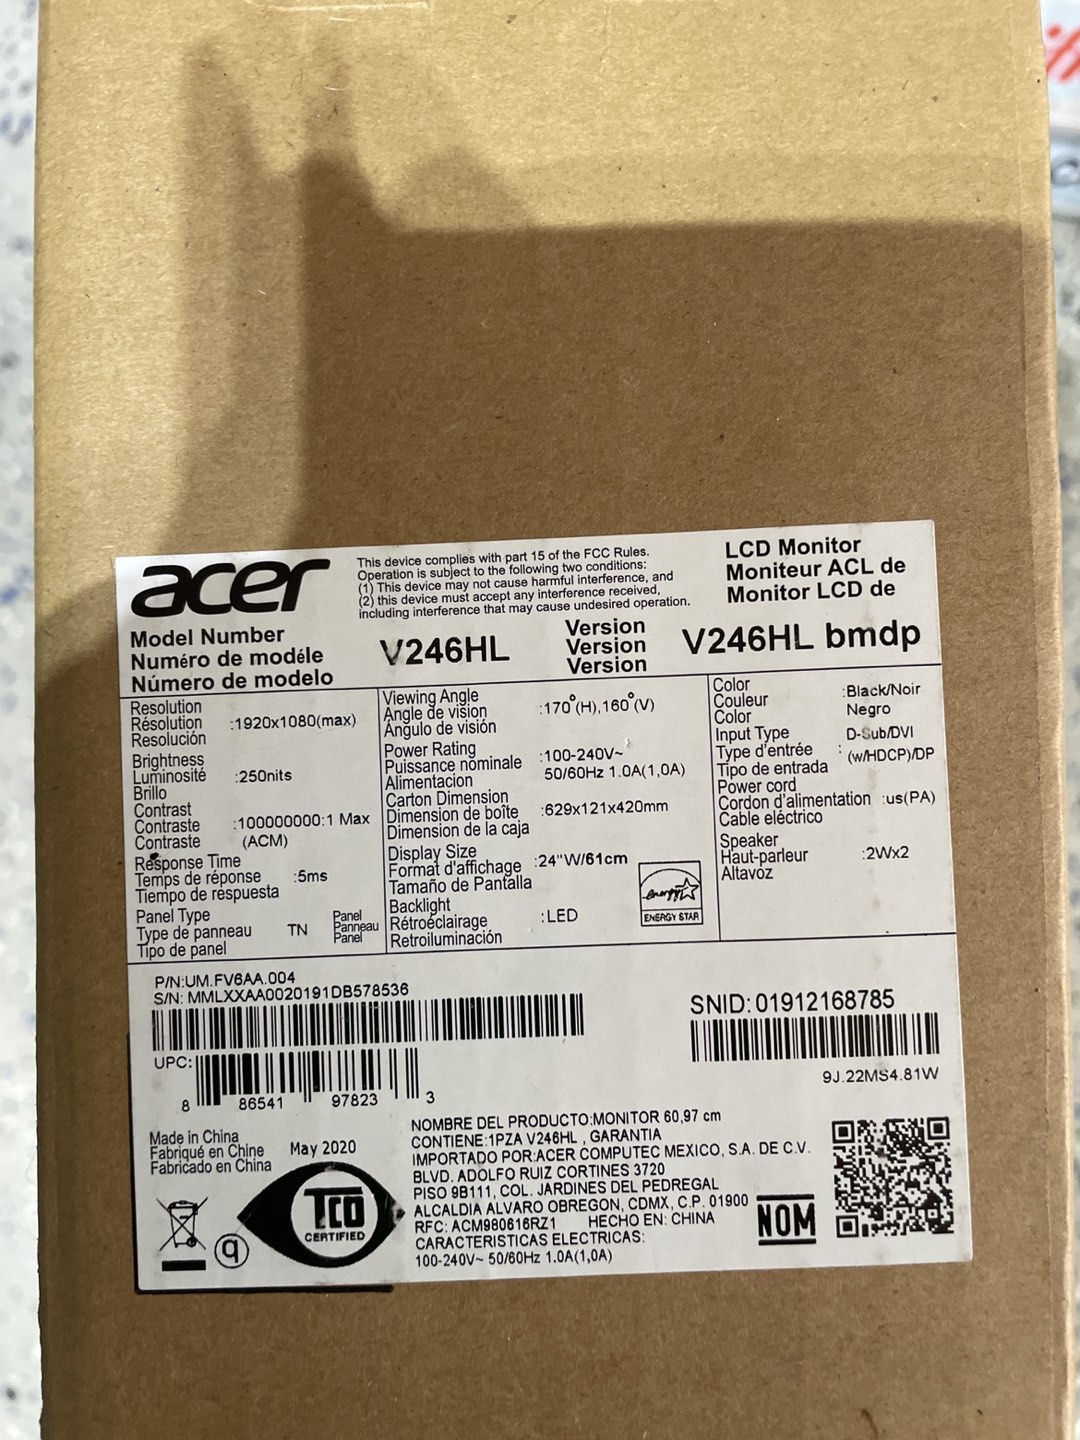 acer
This device complies with part 15 of the FCC Rules.
Operation is subject to the following two conditions:
(1) This device may not cause harmful interference, and
(2) this device must accept any interference received,
including interference that may cause undesired operation.
LCD Monitor
Moniteur ACL de
Monitor LCD de
Model Number
Numéro de modéle
Número de modelo
V246HL
Version
Version
Version
V246HL bmdp
Resolution
Résolution
Resolución
:1920x1080(max)
Brightness
Luminosité
Brillo
:250nits
Contrast
Contraste
Contraste
:100000000:1 Max
(ACM)
Response Time
Temps de réponse
Tiempo de respuesta
:5ms
Panel Type
Type de panneau
Tipo de panel
TN
Panel
Panneau
Panel
Viewing Angle
Angle de vision
Ángulo de visión
:170°(H),160°(V)
Power Rating
Puissance nominale
Alimentacion
:100-240V~
50/60Hz 1.0A(1,0A)
Carton Dimension
Dimension de boîte
Dimension de la caja
:629x121x420mm
Display Size
Format d'affichage
Tamaño de Pantalla
:24"W/61cm
Backlight
Rétroéclairage
Retroiluminación
:LED
energy
ENERGY STAR
Color
Couleur
Color
:Black/Noir
Negro
Input Type
Type d'entrée
Tipo de entrada
D-Sub/DVI
: (w/HDCP)/DP
Power cord
Cordon d'alimentation
Cable eléctrico
:us(PA)
Speaker
Haut-parleur
Altavoz
:2Wx2
P/N:UM.FV6AA.004
S/N: MMLXXAA0020191DB578536
SNID: 01912168785
UPC:
8 86541 97823 3
9J.22MS4.81W
Made in China
Fabriqué en Chine
Fabricado en China
May 2020
TCO
CERTIFIED
q
NOMBRE DEL PRODUCTO:MONITOR 60,97 cm
CONTIENE:1PZA V246HL , GARANTIA
IMPORTADO POR:ACER COMPUTEC MEXICO, S.A. DE C.V.
BLVD. ADOLFO RUIZ CORTINES 3720
PISO 9B111, COL. JARDINES DEL PEDREGAL
ALCALDIA ALVARO OBREGON, CDMX, C.P. 01900
RFC: ACM980616RZ1 HECHO EN: CHINA
CARACTERISTICAS ELECTRICAS:
100-240V~ 50/60Hz 1.0A(1,0A)
NOM